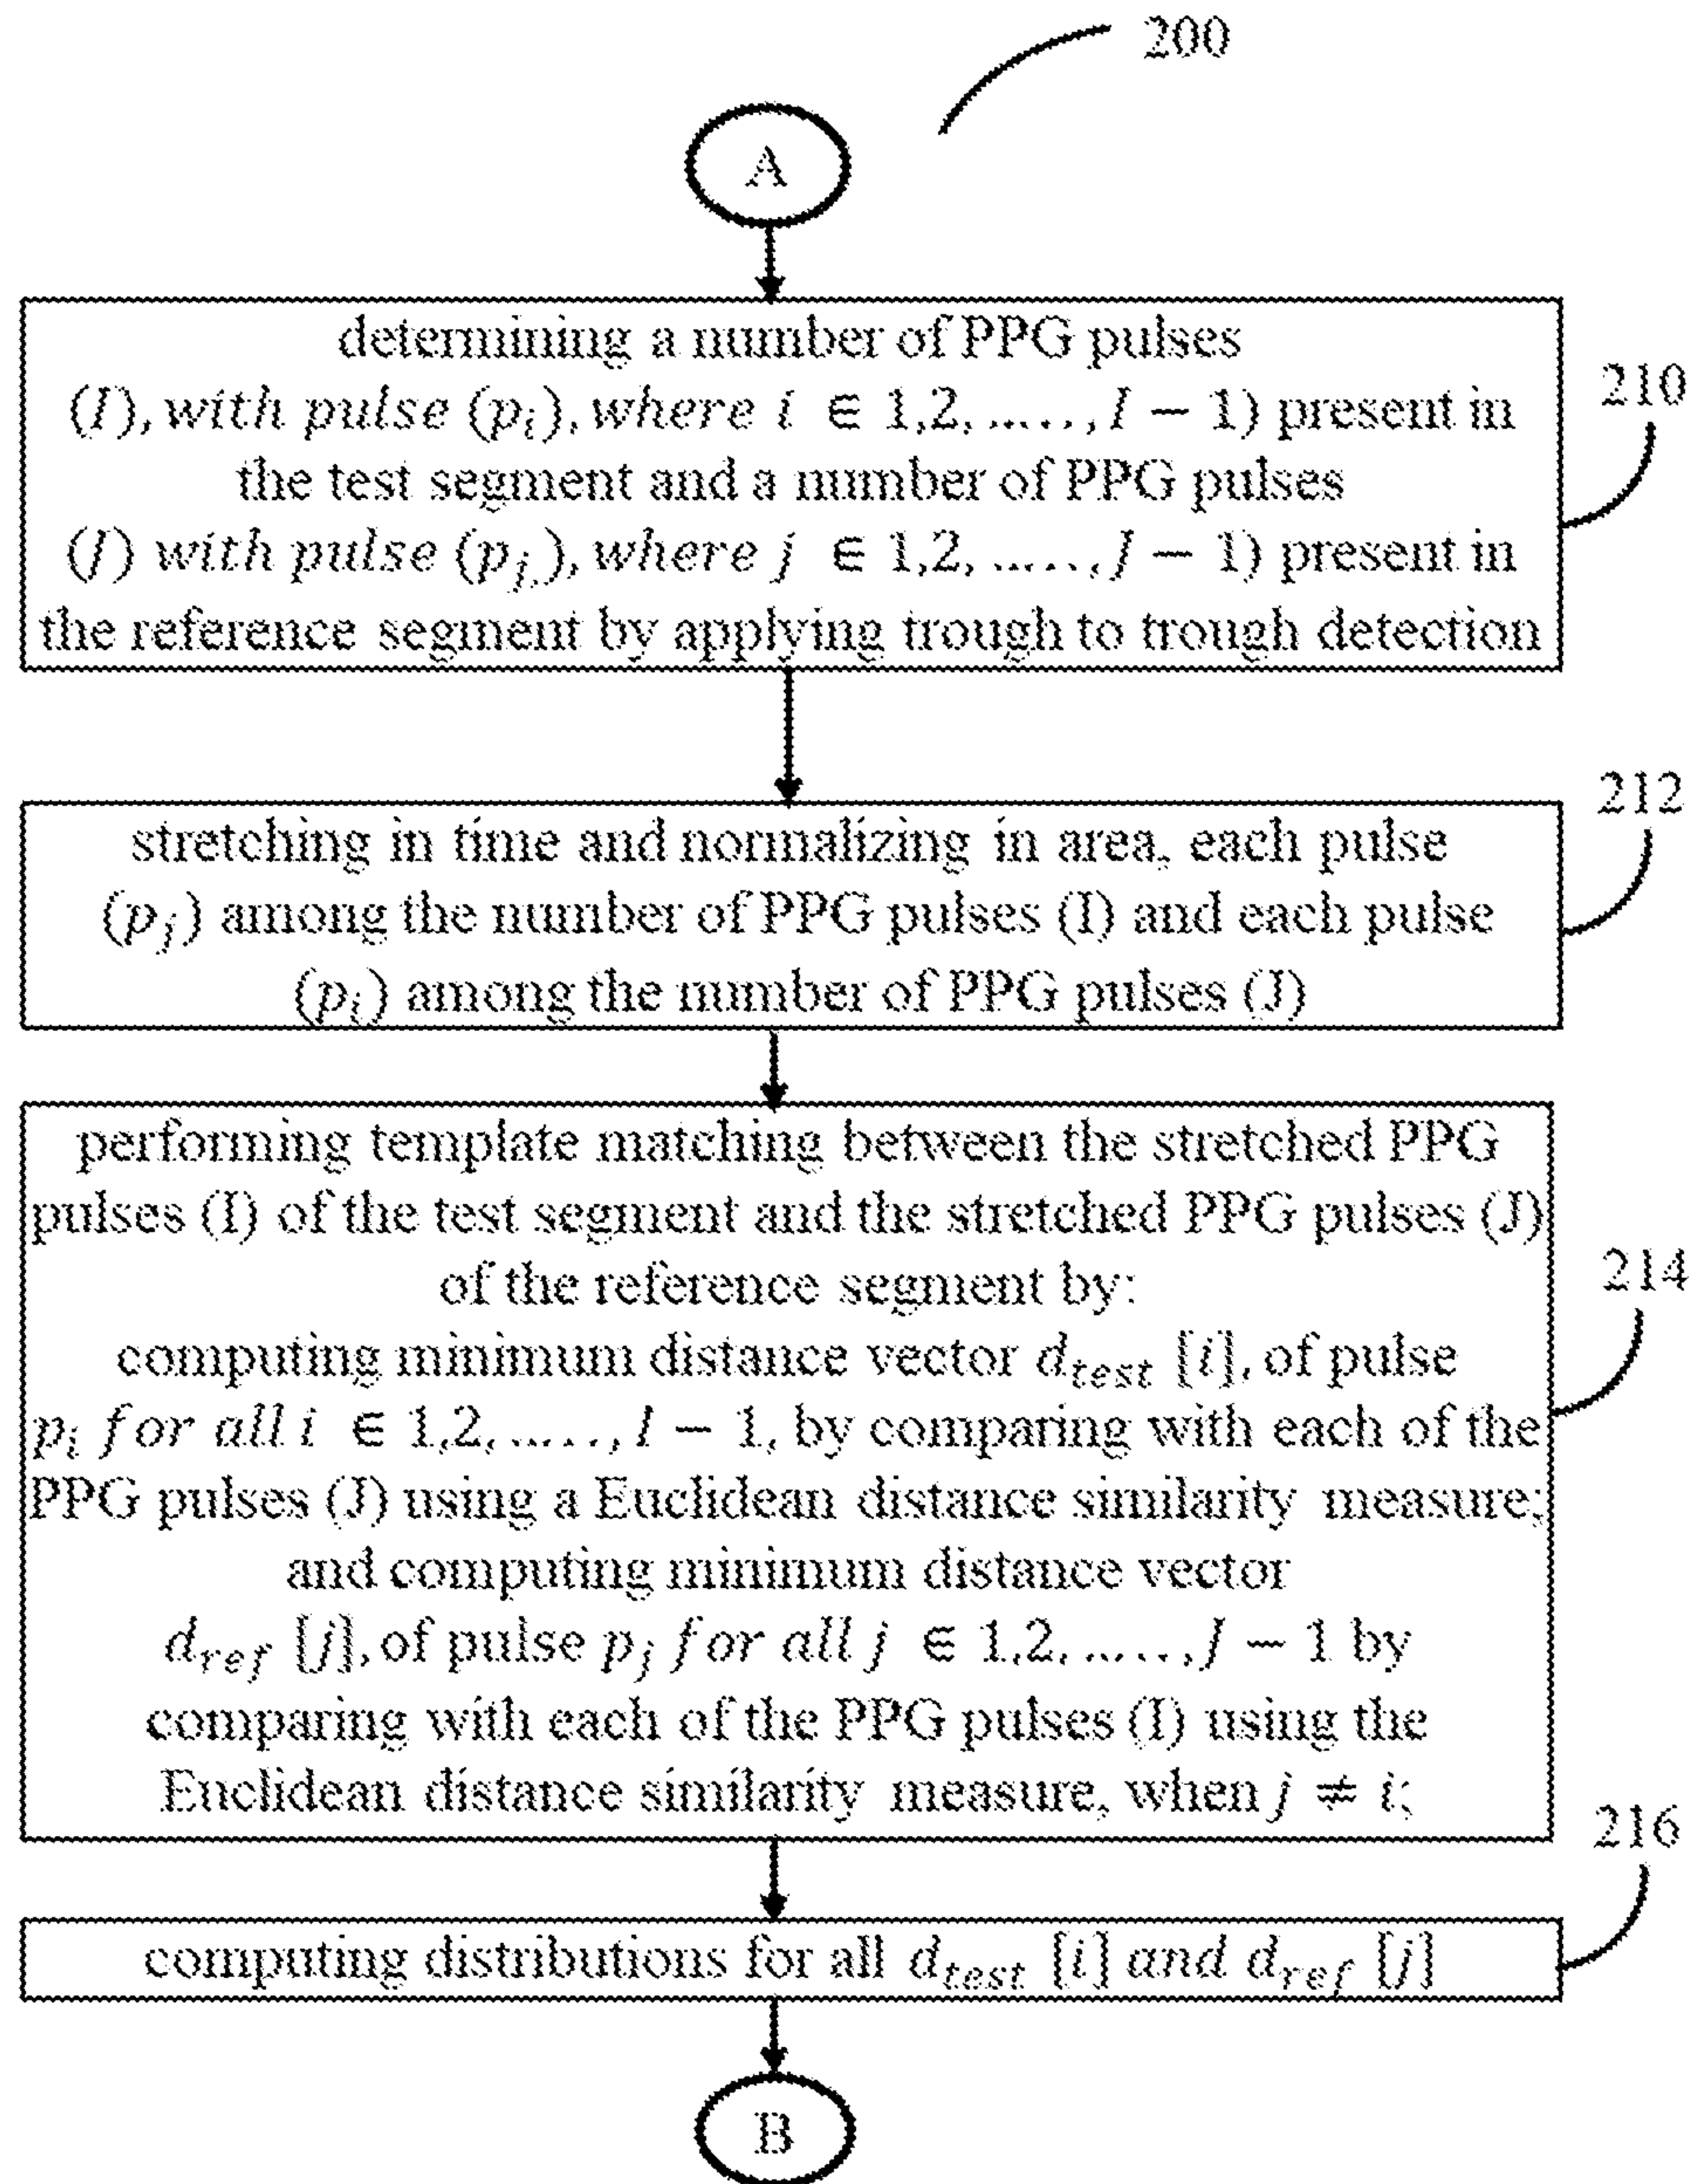 200
A
determining a number of PPG pulses
(I), with pulse (pᵢ), where i ∈ 1,2, ....., I − 1) present in
210
the test segment and a number of PPG pulses
(J) with pulse (pⱼ,), where j ∈ 1,2, ....., J − 1) present in
the reference segment by applying trough to trough detection
212
stretching in time and normalizing in area, each pulse
(pⱼ) among the number of PPG pulses (I) and each pulse
(pᵢ) among the number of PPG pulses (J)
performing template matching between the stretched PPG
pulses (I) of the test segment and the stretched PPG pulses (J)
214
of the reference segment by:
computing minimum distance vector d_test [i], of pulse
pᵢ for all i ∈ 1,2, ....., I − 1, by comparing with each of the
PPG pulses (J) using a Euclidean distance similarity measure;
and computing minimum distance vector
d_ref [j], of pulse pⱼ for all j ∈ 1,2, ....., J − 1 by
comparing with each of the PPG pulses (I) using the
Euclidean distance similarity measure, when j ≠ i;
216
computing distributions for all d_test [i] and d_ref [j]
B